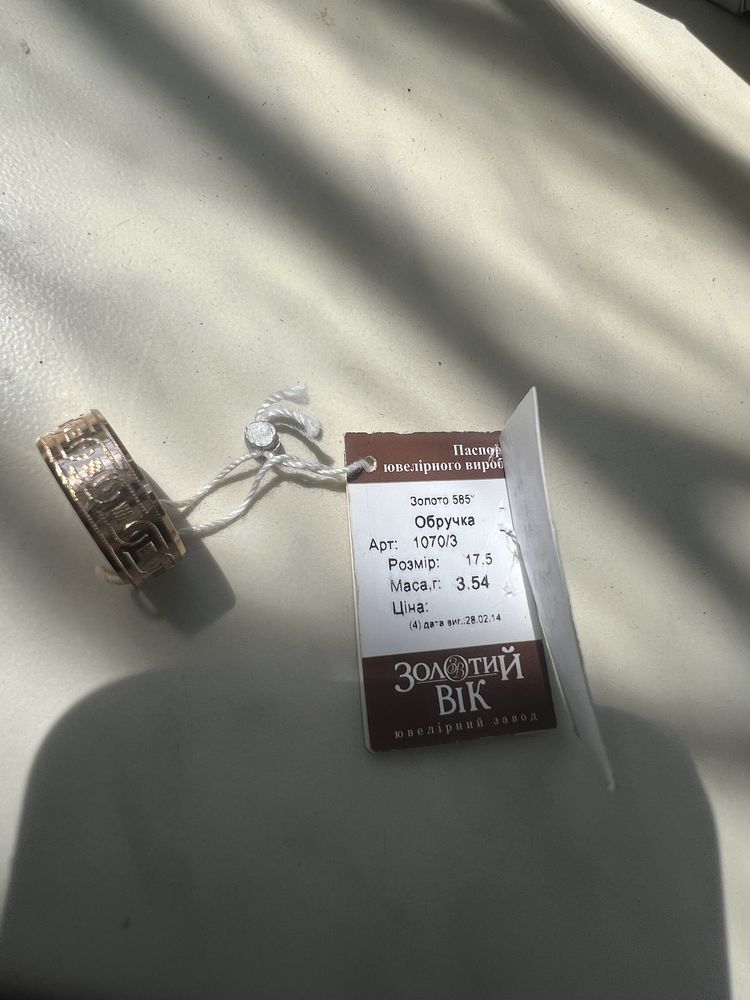 Паспор
ювелірного вироб
Золото 585°
Обручка
Арт: 1070/3
Розмір: 17.5
Маса,г: 3.54
Ціна:
(4) дата виг.:28.02.14
ЗОЛОТИЙ
ВІК
ювелірний завод